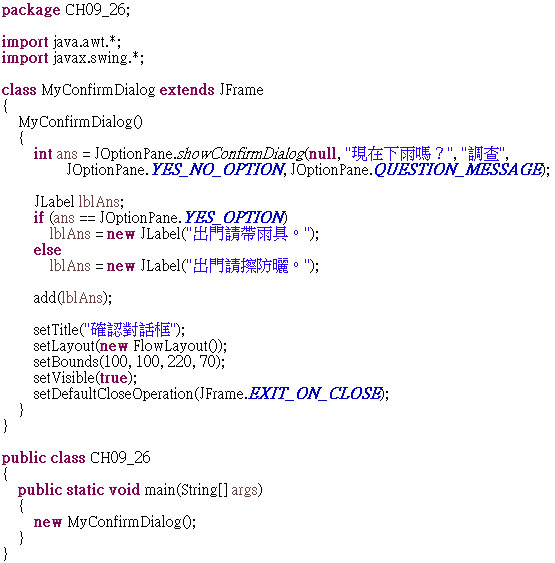 package CH09_26;
import java.awt.*;
import javax.swing.*;
class MyConfirmDialog extends JFrame
{
MyConfirmDialog()
{
int ans = JOptionPane.showConfirmDialog(null, "現在下雨嗎？", "調查",
JOptionPane.YES_NO_OPTION, JOptionPane.QUESTION_MESSAGE);
JLabel lblAns;
if (ans == JOptionPane.YES_OPTION)
lblAns = new JLabel("出門請帶雨具。");
else
lblAns = new JLabel("出門請擦防曬。");
add(lblAns);
setTitle("確認對話框");
setLayout(new FlowLayout());
setBounds(100, 100, 220, 70);
setVisible(true);
setDefaultCloseOperation(JFrame.EXIT_ON_CLOSE);
}
}
public class CH09_26
{
public static void main(String[] args)
{
new MyConfirmDialog();
}
}